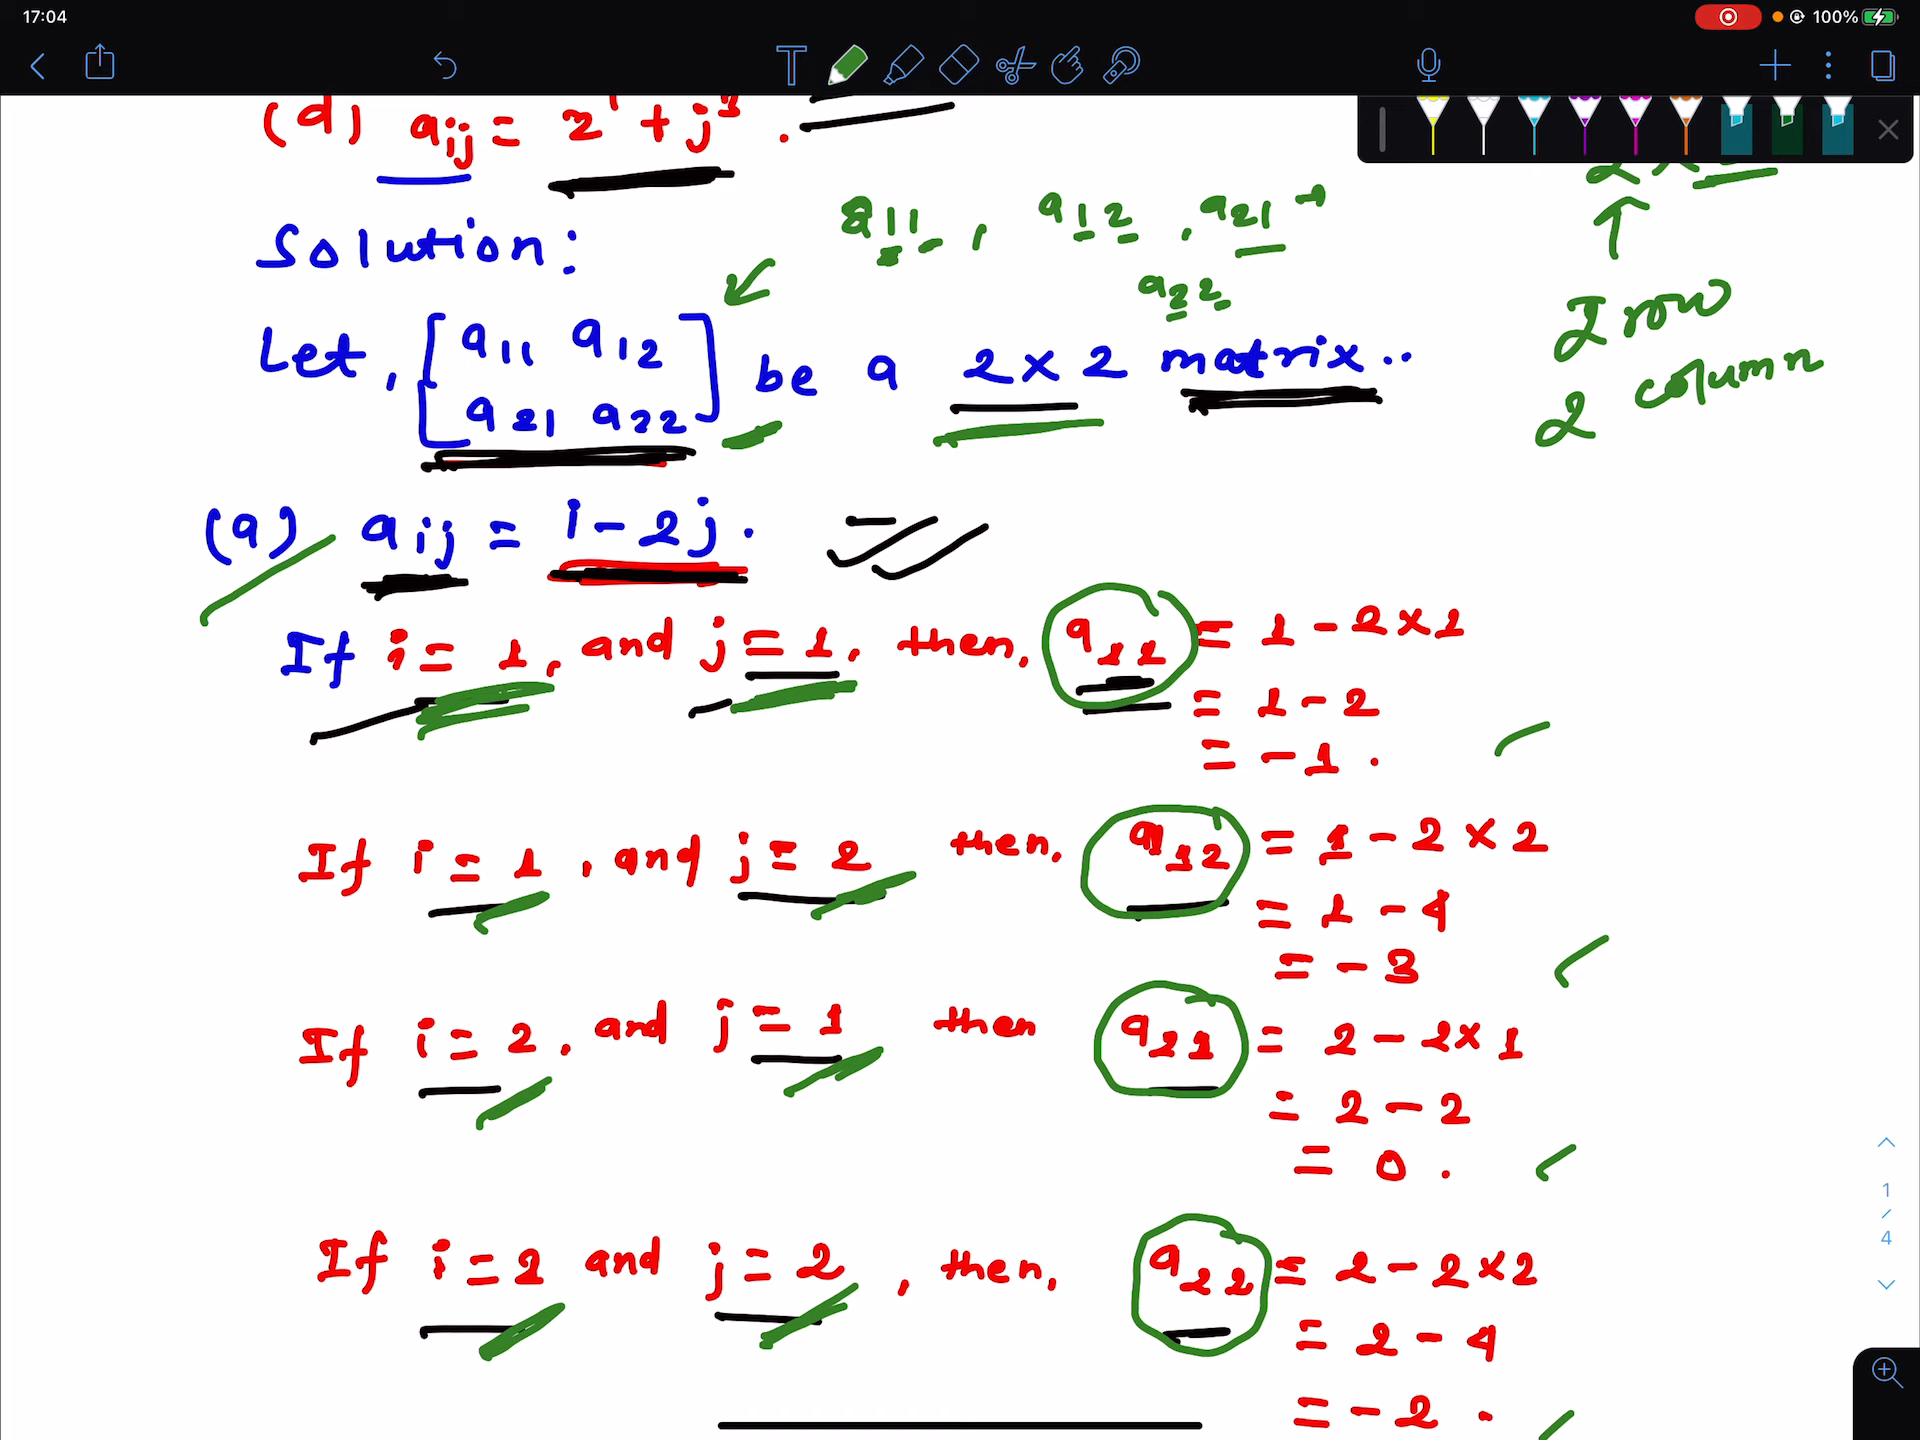 17:04
100%
(d) aij = 2^i + j^3 .
a11 , a12 , a21
a22
Solution:
2 row
2 column
Let, [a11 a12
a21 a22] be a 2 x 2 matrix..
(a) aij = i - 2j.
If i = 1, and j = 1, then, a11 = 1 - 2 x 1
= 1 - 2
= -1 .
If i = 1 , and j = 2 then, a12 = 1 - 2 x 2
= 1 - 4
= -3
If i = 2, and j = 1 then a21 = 2 - 2 x 1
= 2 - 2
= 0 .
If i = 2 and j = 2 , then, a22 = 2 - 2 x 2
= 2 - 4
= -2 .
1
/
4